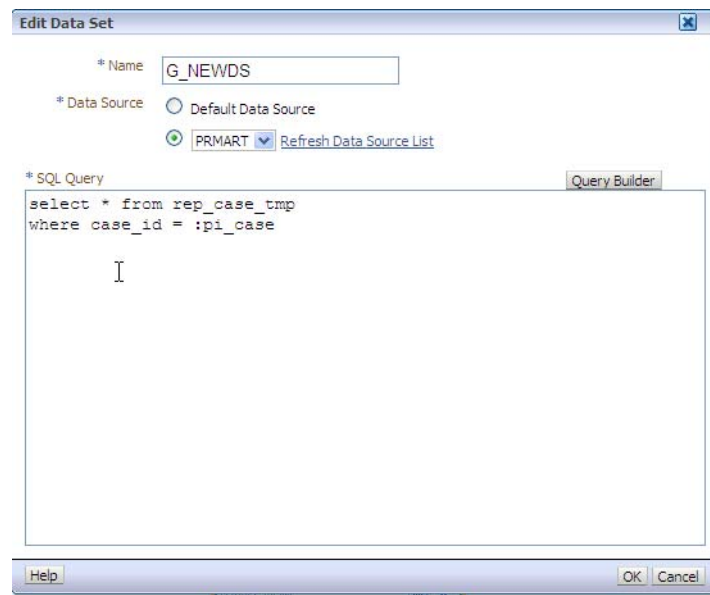 Edit Data Set
* Name G_NEWDS
* Data Source Default Data Source
PRMART Refresh Data Source List
* SQL Query Query Builder
select * from rep_case_tmp
where case_id = :pi_case
Help OK Cancel